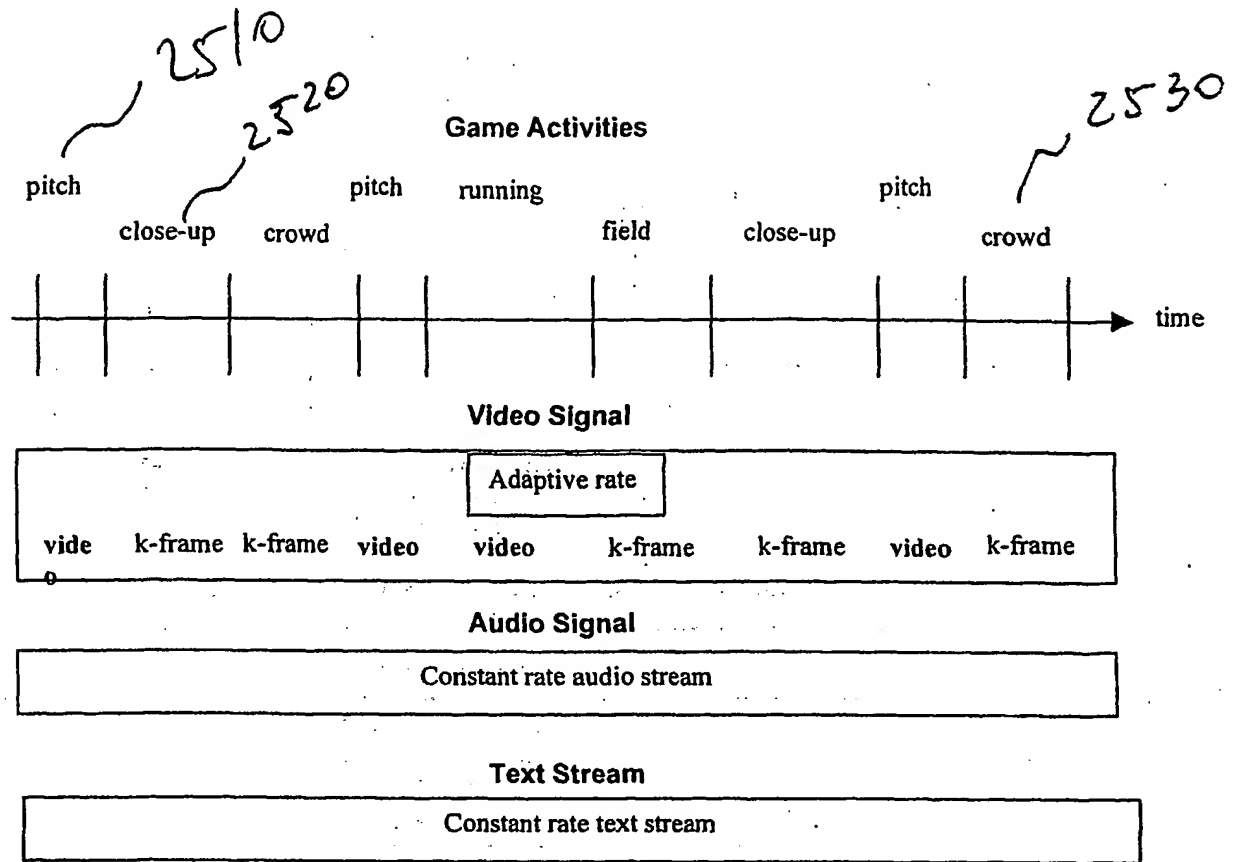 2510
2520
2530
Game Activities
pitch pitch running pitch
close-up crowd field close-up crowd
time
Video Signal
Adaptive rate
vide k-frame k-frame video video k-frame k-frame video k-frame
o
Audio Signal
Constant rate audio stream
Text Stream
Constant rate text stream